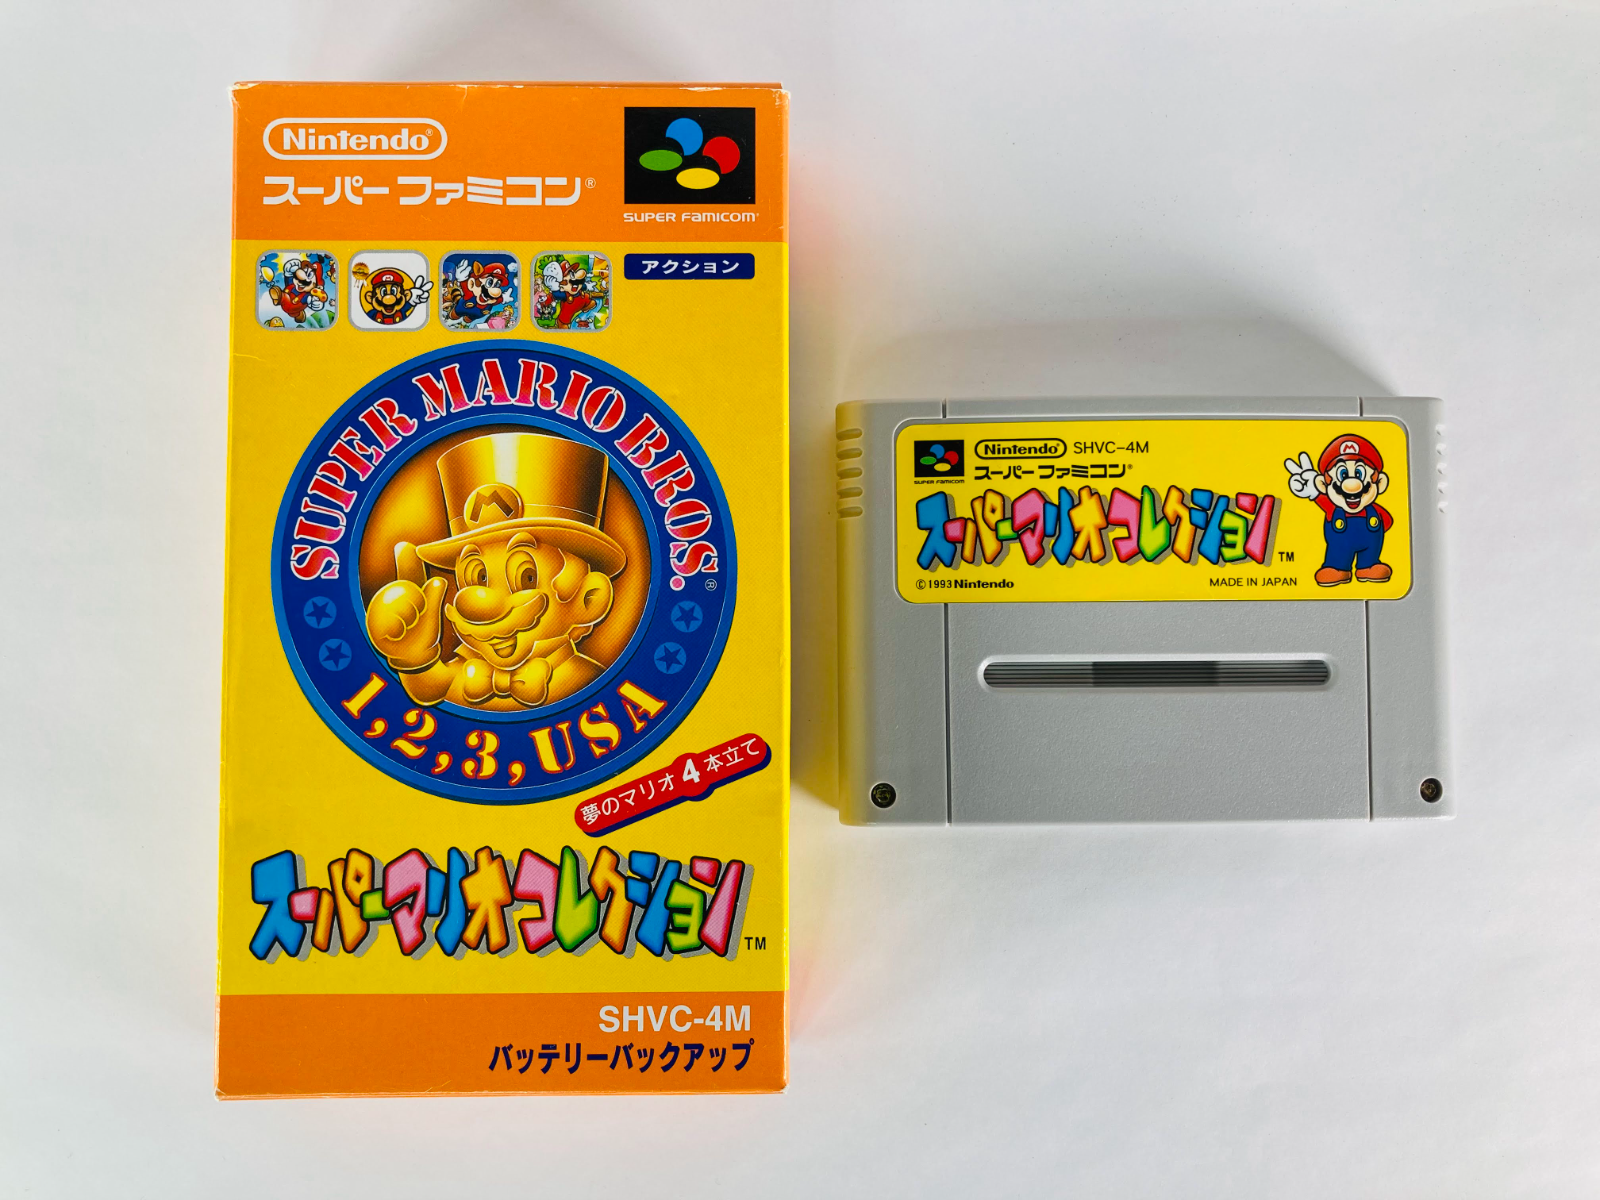 Nintendo®
スーパーファミコン®
SUPER FAMICOM®
アクション
SUPER MARIO BROS.®
1,2,3,USA
夢のマリオ4本立て
スーパーマリオコレクション™
SHVC-4M
バッテリーバックアップ
Nintendo® SHVC-4M
SUPER FAMICOM
スーパーファミコン®
スーパーマリオコレクション™
©1993 Nintendo
MADE IN JAPAN